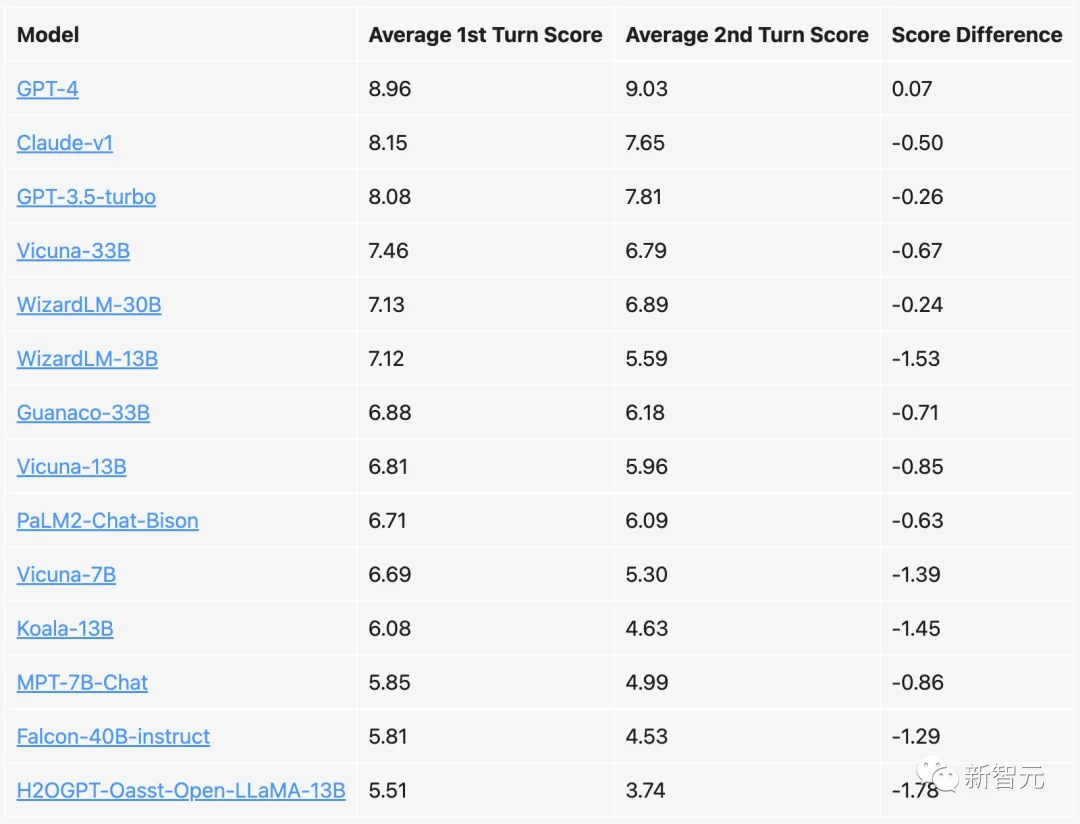 Model Average 1st Turn Score Average 2nd Turn Score Score Difference
GPT-4 8.96 9.03 0.07
Claude-v1 8.15 7.65 -0.50
GPT-3.5-turbo 8.08 7.81 -0.26
Vicuna-33B 7.46 6.79 -0.67
WizardLM-30B 7.13 6.89 -0.24
WizardLM-13B 7.12 5.59 -1.53
Guanaco-33B 6.88 6.18 -0.71
Vicuna-13B 6.81 5.96 -0.85
PaLM2-Chat-Bison 6.71 6.09 -0.63
Vicuna-7B 6.69 5.30 -1.39
Koala-13B 6.08 4.63 -1.45
MPT-7B-Chat 5.85 4.99 -0.86
Falcon-40B-instruct 5.81 4.53 -1.29
H2OGPT-Oasst-Open-LLaMA-13B 5.51 3.74 -1.78
新智元